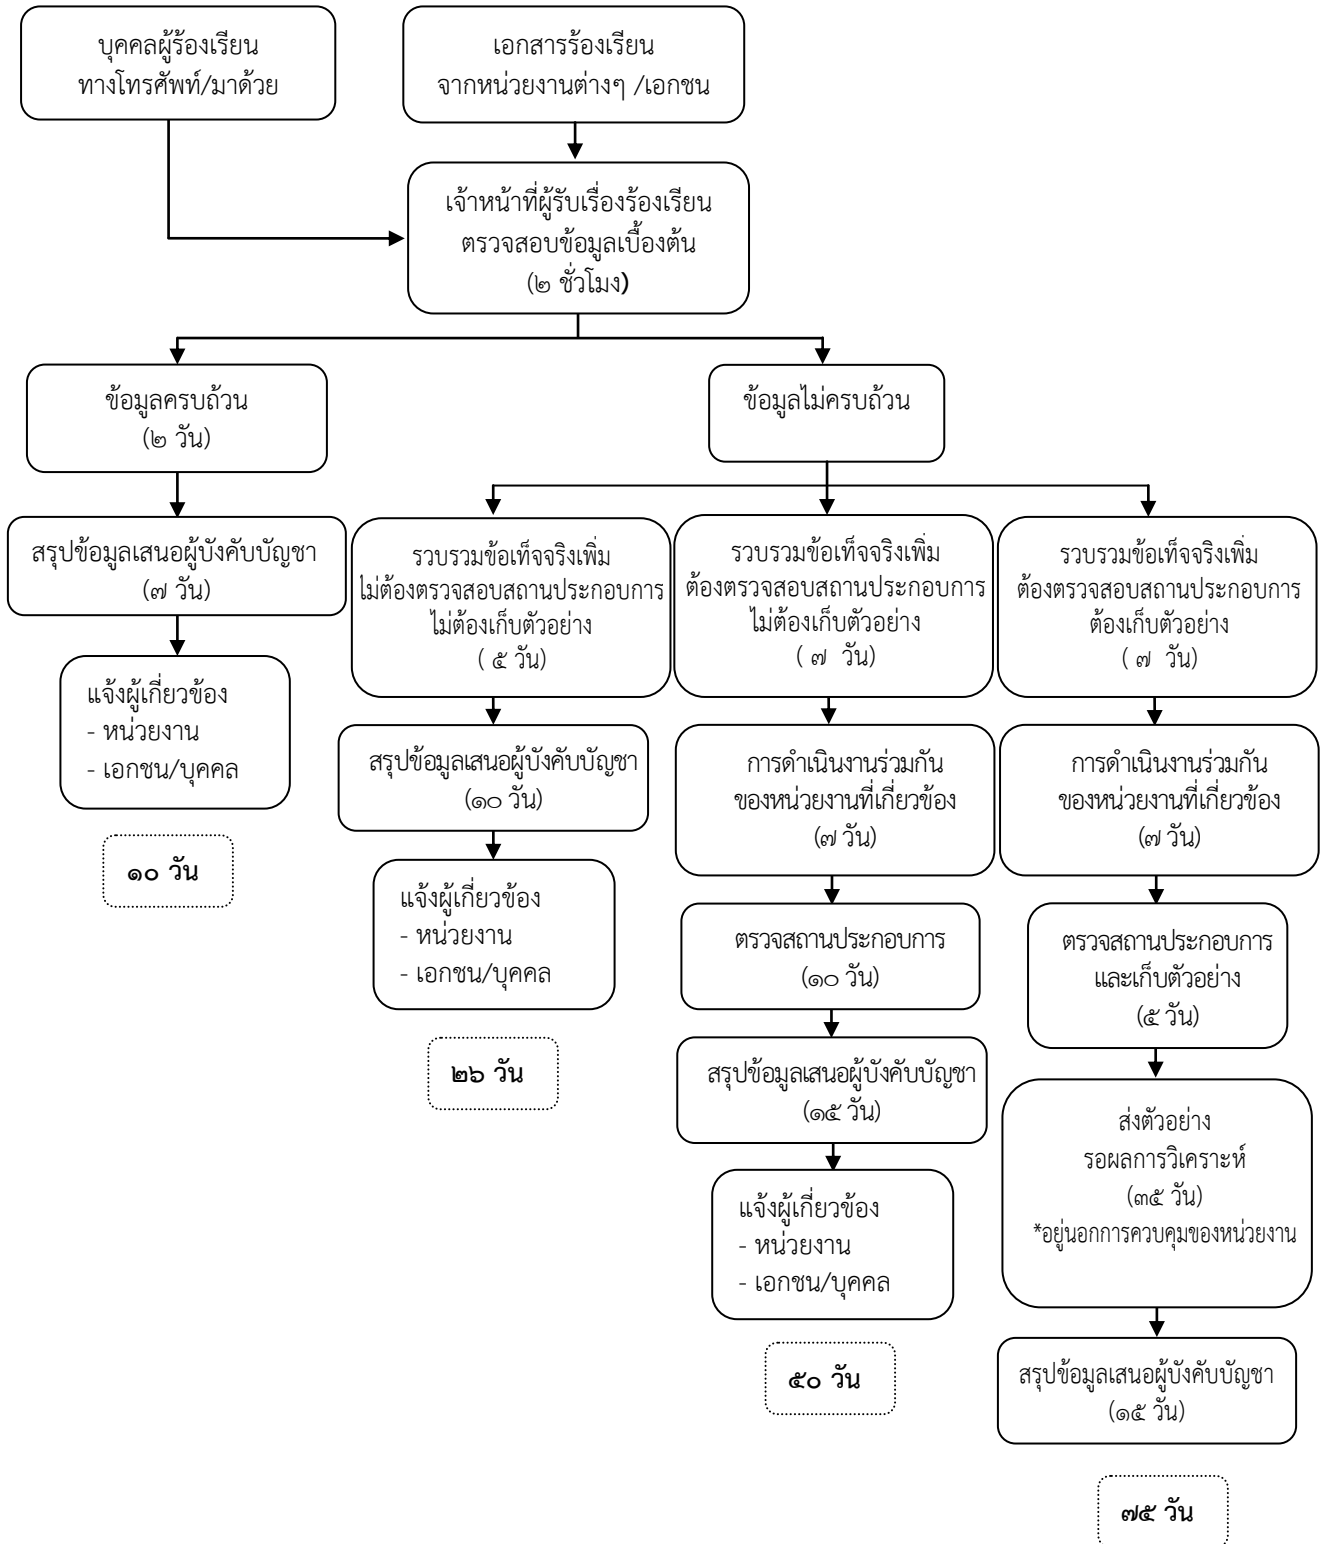 บุคคลผู้ร้องเรียน
ทางโทรศัพท์/มาด้วย
เอกสารร้องเรียน
จากหน่วยงานต่างๆ /เอกชน
เจ้าหน้าที่ผู้รับเรื่องร้องเรียน
ตรวจสอบข้อมูลเบื้องต้น
(๒ ชั่วโมง)
ข้อมูลครบถ้วน
(๒ วัน)
ข้อมูลไม่ครบถ้วน
สรุปข้อมูลเสนอผู้บังคับบัญชา
(๗ วัน)
แจ้งผู้เกี่ยวข้อง
- หน่วยงาน
- เอกชน/บุคคล
๑๐ วัน
รวบรวมข้อเท็จจริงเพิ่ม
ไม่ต้องตรวจสอบสถานประกอบการ
ไม่ต้องเก็บตัวอย่าง
( ๕ วัน)
สรุปข้อมูลเสนอผู้บังคับบัญชา
(๑๐ วัน)
แจ้งผู้เกี่ยวข้อง
- หน่วยงาน
- เอกชน/บุคคล
๒๖ วัน
รวบรวมข้อเท็จจริงเพิ่ม
ต้องตรวจสอบสถานประกอบการ
ไม่ต้องเก็บตัวอย่าง
( ๗ วัน)
การดำเนินงานร่วมกัน
ของหน่วยงานที่เกี่ยวข้อง
(๗ วัน)
ตรวจสถานประกอบการ
(๑๐ วัน)
สรุปข้อมูลเสนอผู้บังคับบัญชา
(๑๕ วัน)
แจ้งผู้เกี่ยวข้อง
- หน่วยงาน
- เอกชน/บุคคล
๕๐ วัน
รวบรวมข้อเท็จจริงเพิ่ม
ต้องตรวจสอบสถานประกอบการ
ต้องเก็บตัวอย่าง
( ๗ วัน)
การดำเนินงานร่วมกัน
ของหน่วยงานที่เกี่ยวข้อง
(๗ วัน)
ตรวจสถานประกอบการ
และเก็บตัวอย่าง
(๕ วัน)
ส่งตัวอย่าง
รอผลการวิเคราะห์
(๓๕ วัน)
*อยู่นอกการควบคุมของหน่วยงาน
สรุปข้อมูลเสนอผู้บังคับบัญชา
(๑๕ วัน)
๗๕ วัน